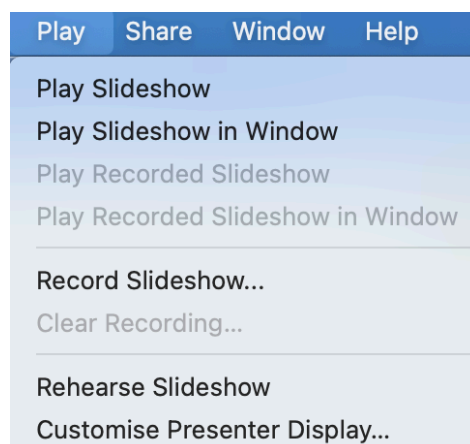 Play Share Window Help
Play Slideshow
Play Slideshow in Window
Play Recorded Slideshow
Play Recorded Slideshow in Window
Record Slideshow...
Clear Recording...
Rehearse Slideshow
Customise Presenter Display...